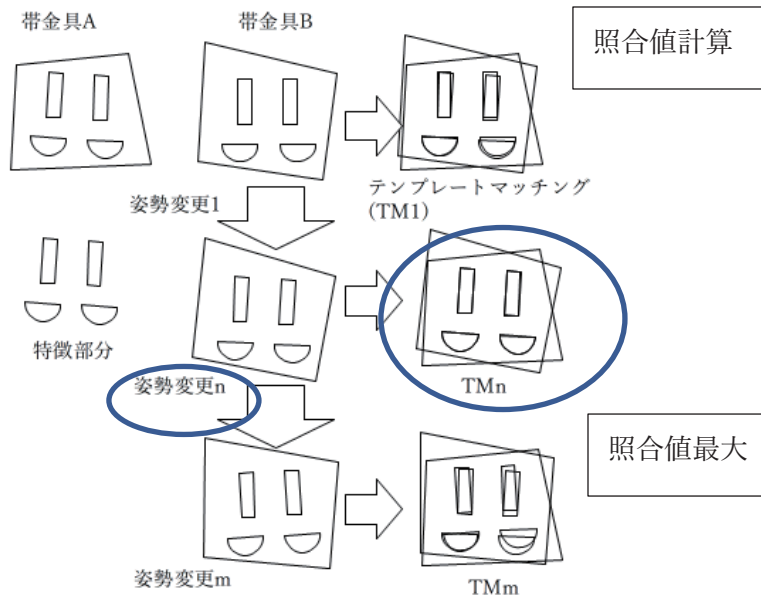 帯金具A
帯金具B
照合値計算
姿勢変更1
テンプレートマッチング
(TM1)
特徴部分
姿勢変更n
TMn
照合値最大
姿勢変更m
TMm